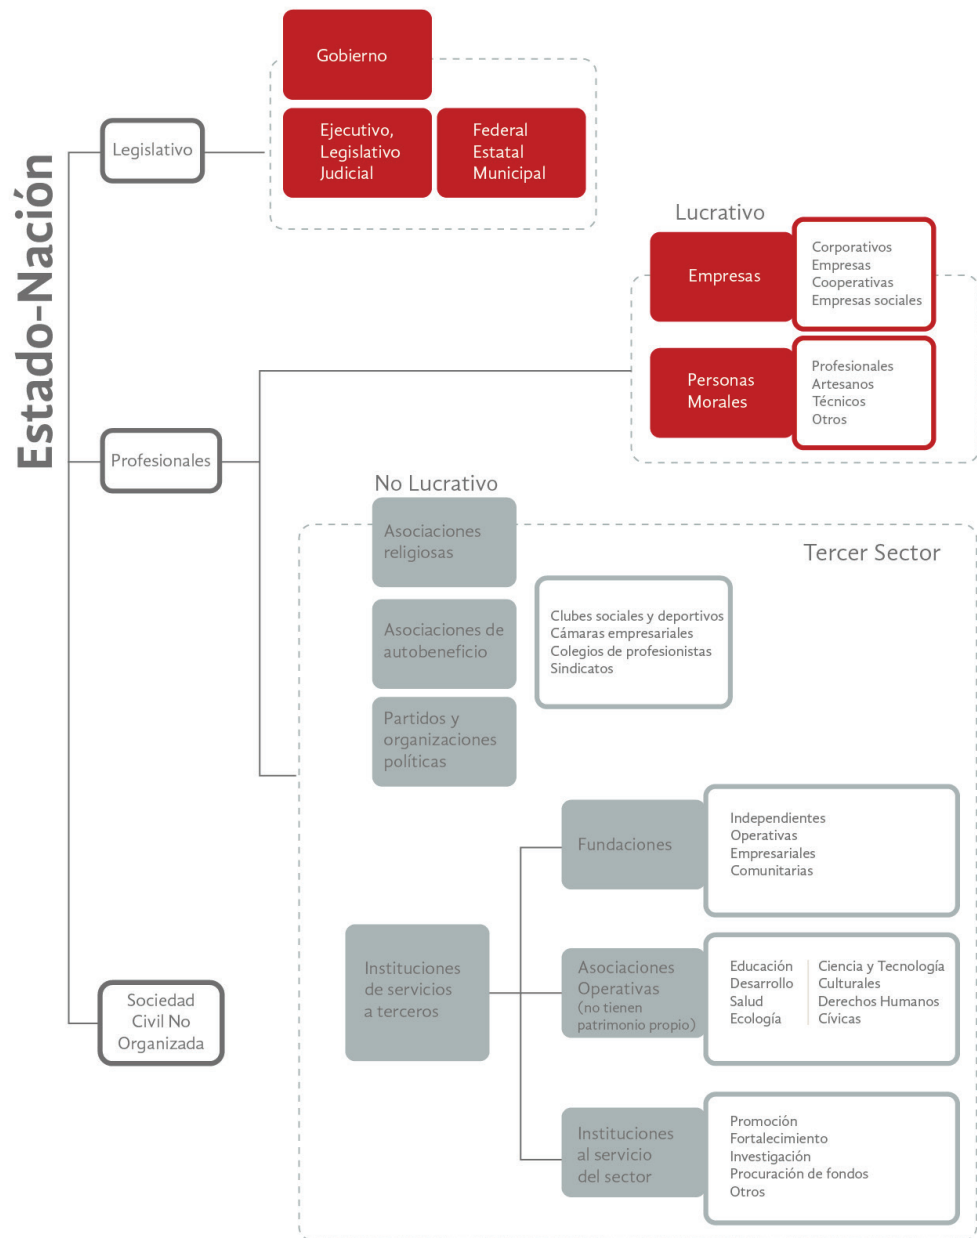 Estado-Nación
Legislativo
Gobierno
Ejecutivo,
Legislativo
Judicial
Federal
Estatal
Municipal
Profesionales
Lucrativo
Empresas
Corporativos
Empresas
Cooperativas
Empresas sociales
Personas
Morales
Profesionales
Artesanos
Técnicos
Otros
No Lucrativo
Tercer Sector
Asociaciones
religiosas
Asociaciones de
autobeneficio
Clubes sociales y deportivos
Cámaras empresariales
Colegios de profesionistas
Sindicatos
Partidos y
organizaciones
políticas
Instituciones
de servicios
a terceros
Fundaciones
Independientes
Operativas
Empresariales
Comunitarias
Asociaciones
Operativas
(no tienen
patrimonio propio)
Educación
Desarrollo
Salud
Ecología
Ciencia y Tecnología
Culturales
Derechos Humanos
Cívicas
Instituciones
al servicio
del sector
Promoción
Fortalecimiento
Investigación
Procuración de fondos
Otros
Sociedad
Civil No
Organizada